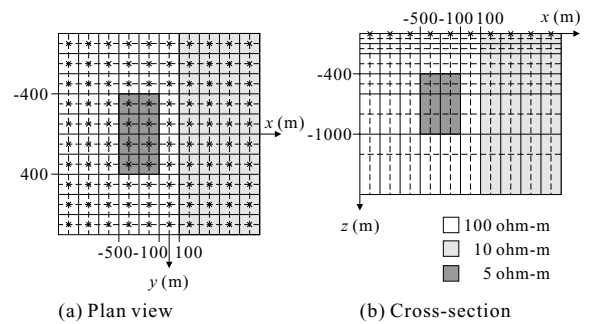 -400
400
x (m)
-500-100 100
y (m)
(a) Plan view
-500-100 100
x (m)
-400
-1000
z (m)
100 ohm-m
10 ohm-m
5 ohm-m
(b) Cross-section